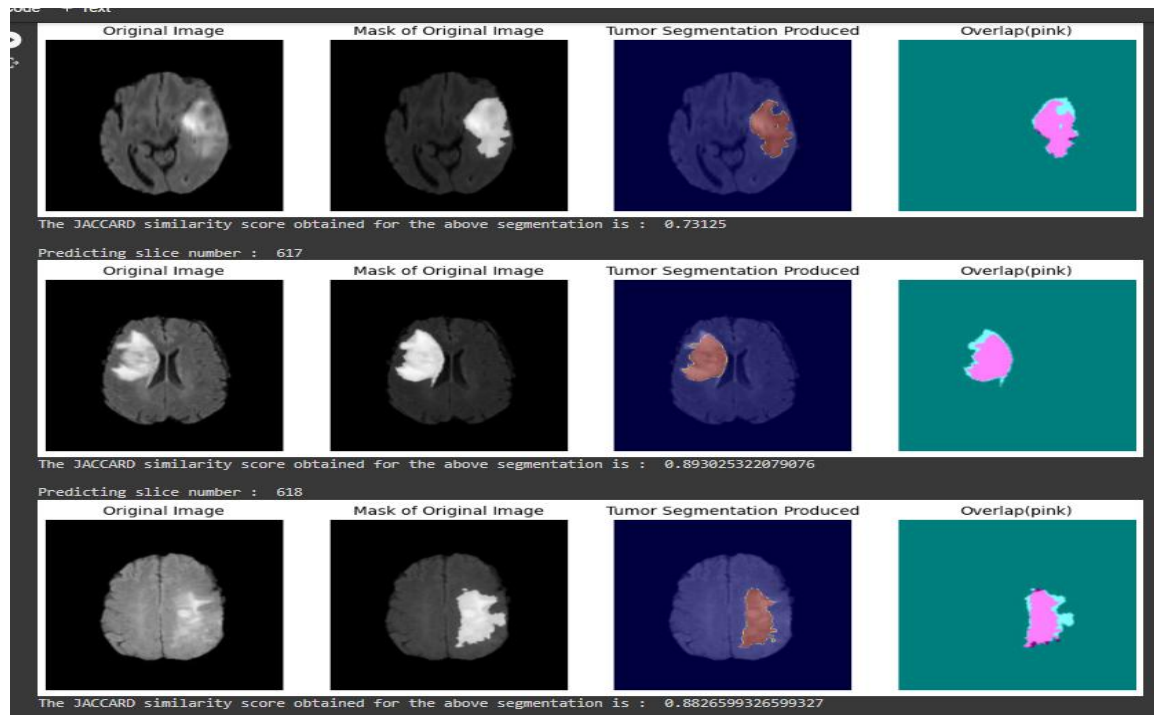 + Text
Original Image Mask of Original Image Tumor Segmentation Produced Overlap(pink)
The JACCARD similarity score obtained for the above segmentation is : 0.73125
Predicting slice number : 617
Original Image Mask of Original Image Tumor Segmentation Produced Overlap(pink)
The JACCARD similarity score obtained for the above segmentation is : 0.893025322079076
Predicting slice number : 618
Original Image Mask of Original Image Tumor Segmentation Produced Overlap(pink)
The JACCARD similarity score obtained for the above segmentation is : 0.8826599326599327